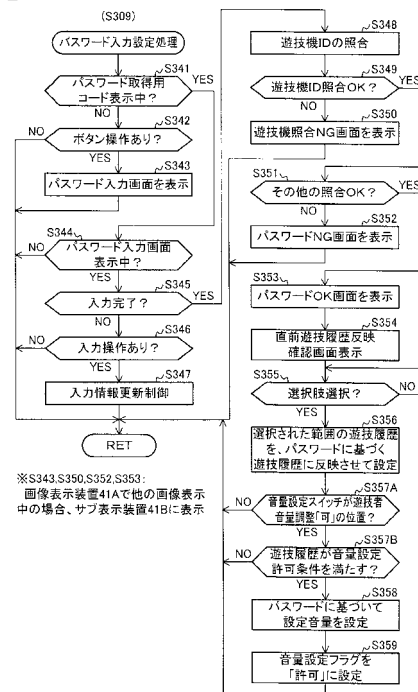 (S309)
パスワード入力設定処理
S341
パスワード取得用
コード表示中?
YES
NO
S342
ボタン操作あり?
NO
YES
S343
パスワード入力画面を表示
S344
パスワード入力画面
表示中?
NO
YES
S345
入力完了?
YES
NO
S346
入力操作あり?
NO
YES
S347
入力情報更新制御
RET
※S343,S350,S352,S353:
画像表示装置41Aで他の画像表示
中の場合、サブ表示装置41Bに表示
S348
遊技機IDの照合
S349
遊技機ID照合OK?
YES
NO
S350
遊技機照合NG画面を表示
S351
その他の照合OK?
YES
NO
S352
パスワードNG画面を表示
S353
パスワードOK画面を表示
S354
直前遊技履歴反映
確認画面表示
S355
選択肢選択?
NO
YES
S356
選択された範囲の遊技履歴
を、パスワードに基づく
遊技履歴に反映させて設定
S357A
音量設定スイッチが遊技者
音量調整「可」の位置?
NO
YES
S357B
遊技履歴が音量設定
許可条件を満たす?
NO
YES
S358
パスワードに基づいて
設定音量を設定
S359
音量設定フラグを
「許可」に設定